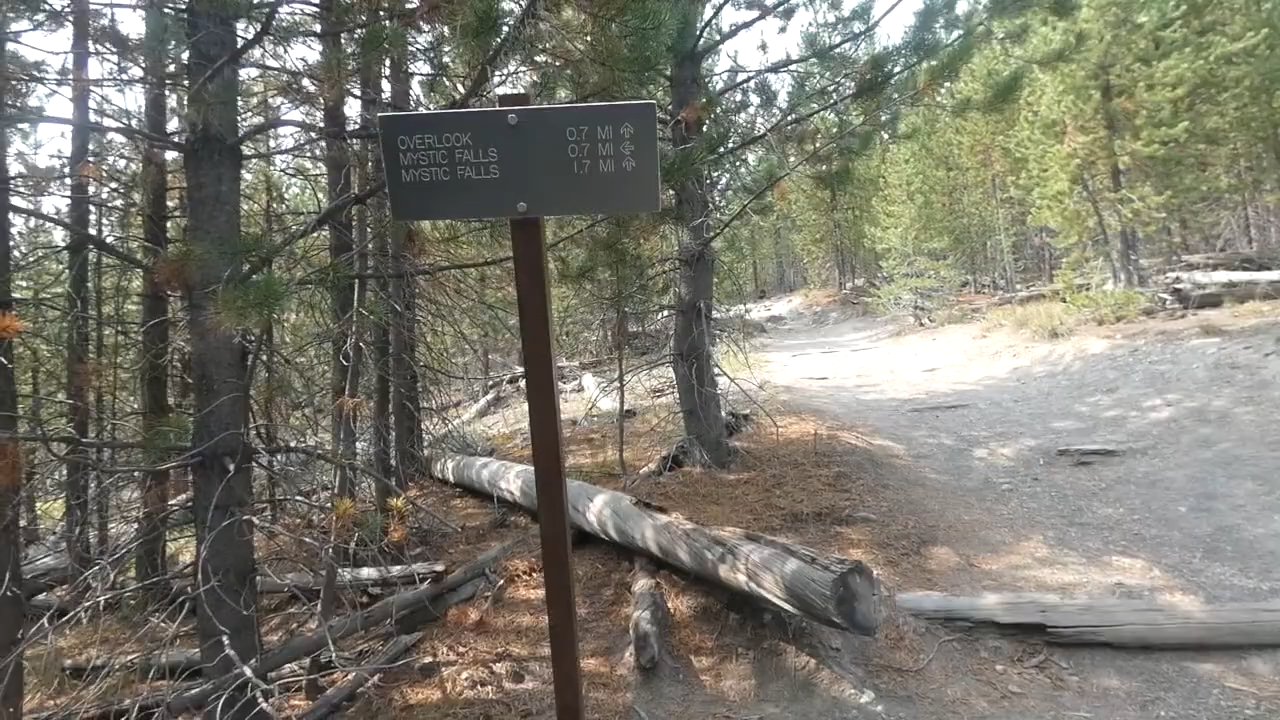 OVERLOOK 0.7 MI ↑
MYSTIC FALLS 0.7 MI ←
MYSTIC FALLS 1.7 MI ↑